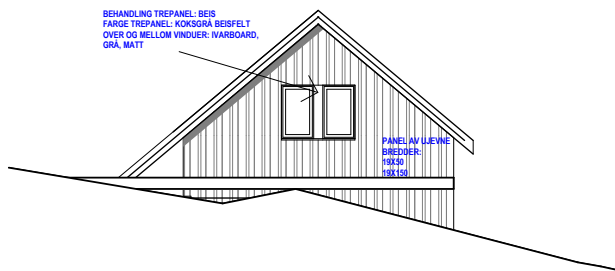 BEHANDLING TREPANEL: BEIS
FARGE TREPANEL: KOKSGRÅ BEISFELT
OVER OG MELLOM VINDUER: IVARBOARD,
GRÅ, MATT
PANEL AV UJEVNE
BREDDER:
19X50
19X150